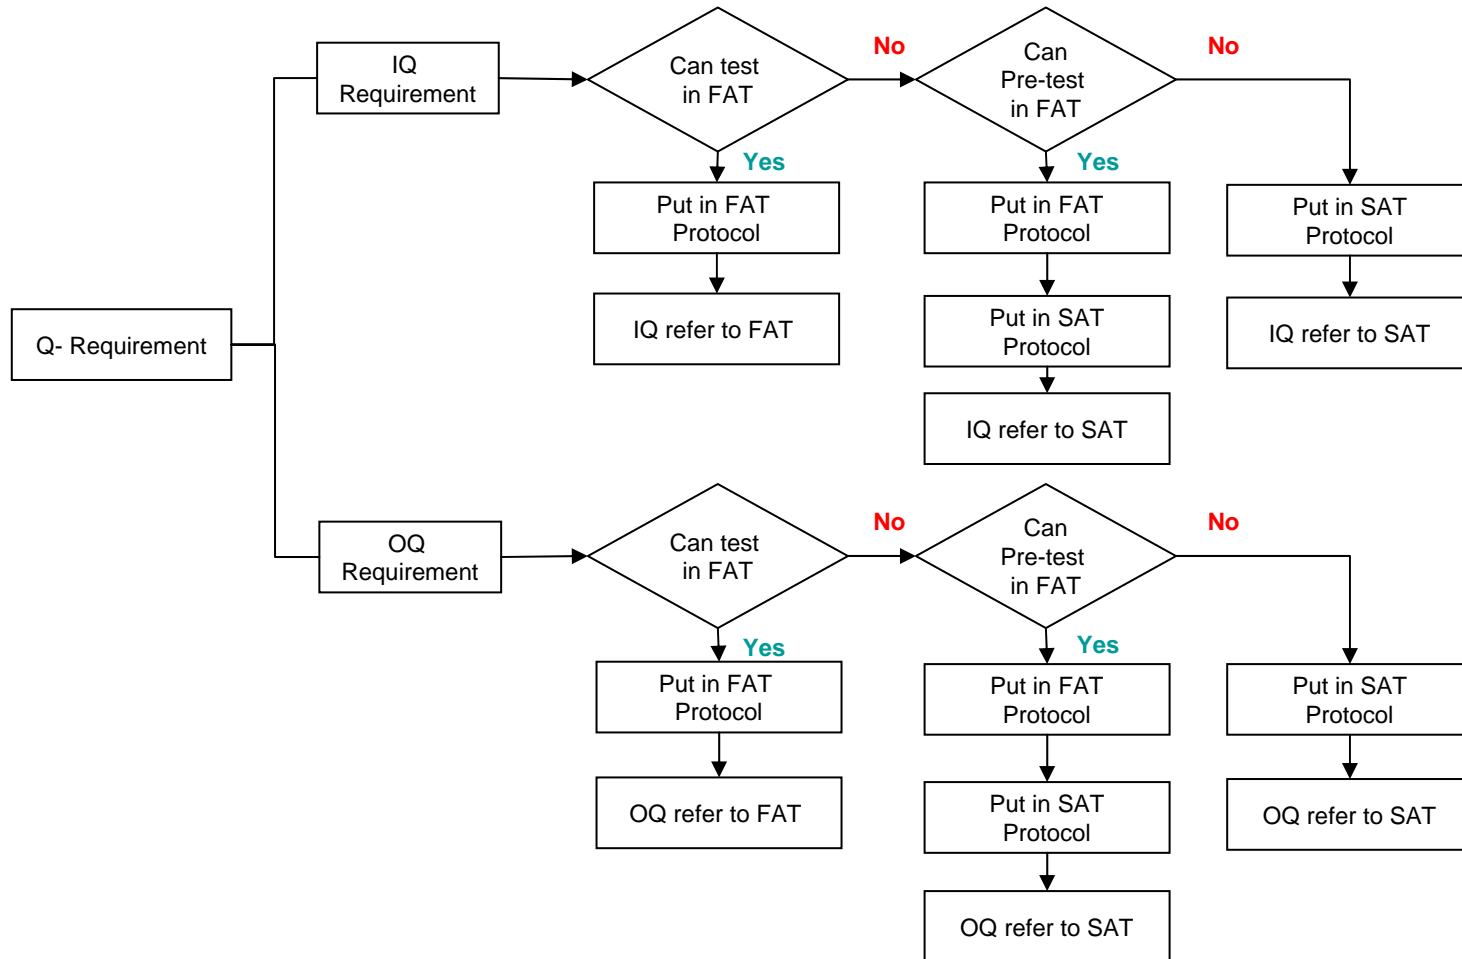 IQ
Requirement
Can test
in FAT
No
Can
Pre-test
in FAT
No
Yes
Yes
Put in FAT
Protocol
Put in FAT
Protocol
Put in SAT
Protocol
IQ refer to FAT
Put in SAT
Protocol
IQ refer to SAT
Q- Requirement
IQ refer to SAT
OQ
Requirement
Can test
in FAT
No
Can
Pre-test
in FAT
No
Yes
Yes
Put in FAT
Protocol
Put in FAT
Protocol
Put in SAT
Protocol
OQ refer to FAT
Put in SAT
Protocol
OQ refer to SAT
OQ refer to SAT